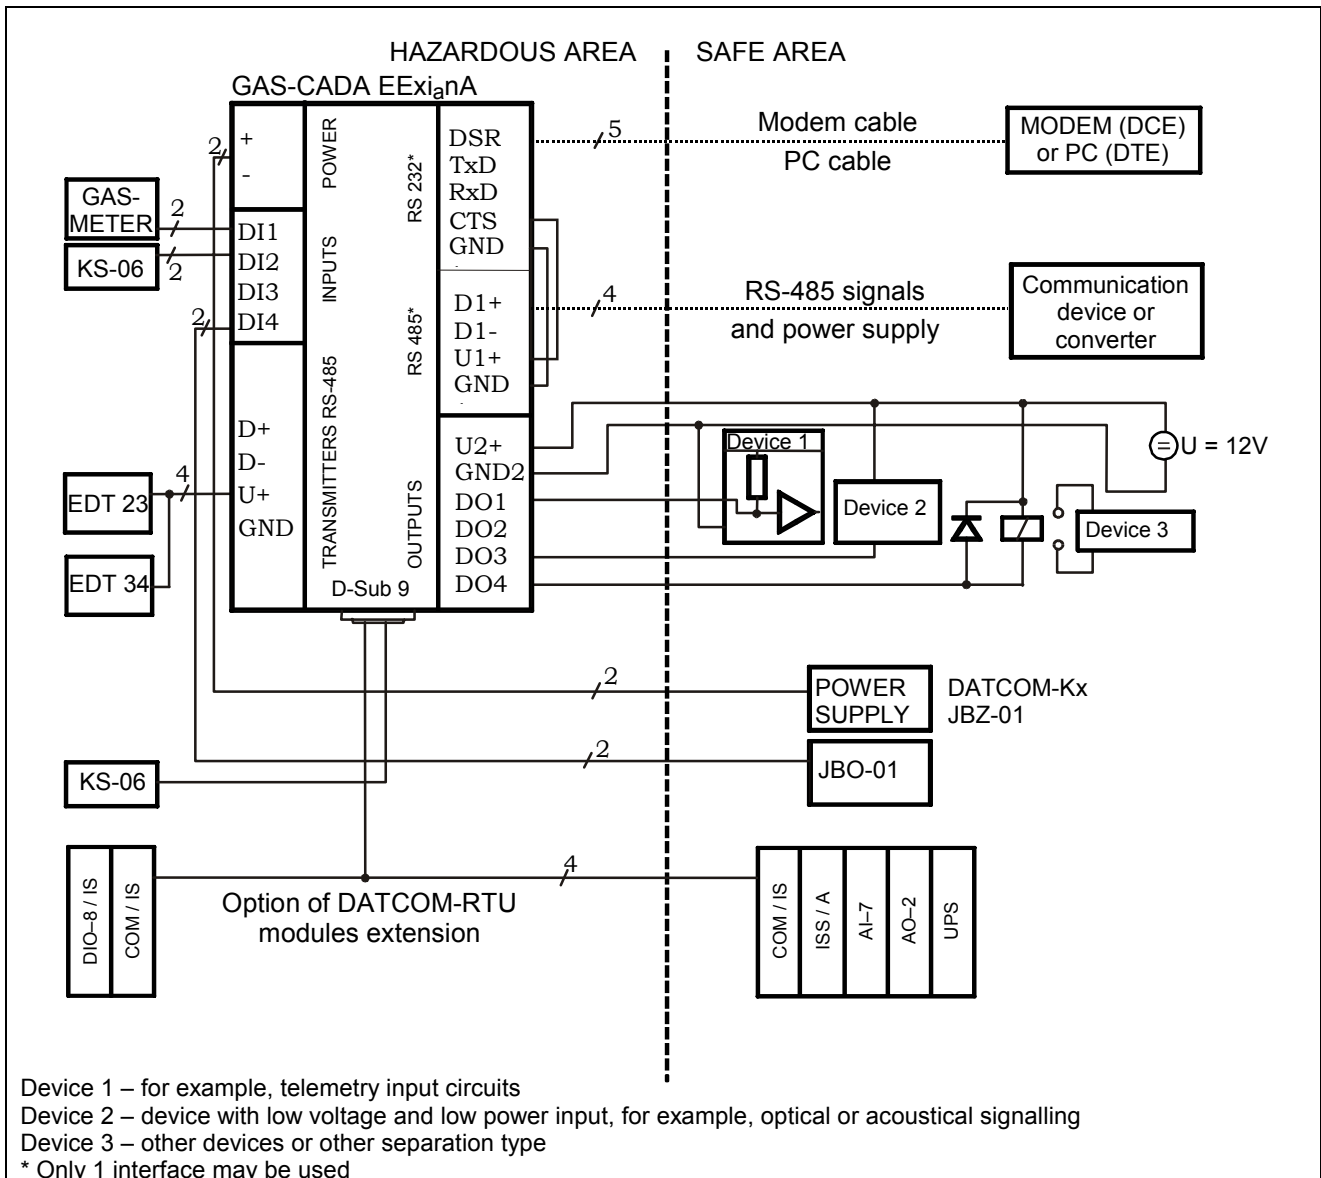 HAZARDOUS AREA
SAFE AREA
GAS-CADA EExianA
+
-
POWER
RS 232*
DSR
TxD
RxD
CTS
GND
5
Modem cable
PC cable
MODEM (DCE)
or PC (DTE)
2
GAS-
METER
2
KS-06
2
DI1
DI2
DI3
DI4
INPUTS
2
RS 485*
D1+
D1-
U1+
GND
4
RS-485 signals
and power supply
Communication
device or
converter
D+
D-
U+
GND
TRANSMITTERS RS-485
OUTPUTS
U2+
GND2
DO1
DO2
DO3
DO4
D-Sub 9
EDT 23
4
EDT 34
Device 1
Device 2
Device 3
=
U = 12V
2
POWER
SUPPLY
DATCOM-Kx
JBZ-01
2
JBO-01
KS-06
DIO–8 / IS
COM / IS
4
Option of DATCOM-RTU
modules extension
COM / IS
ISS / A
AI–7
AO–2
UPS
Device 1 – for example, telemetry input circuits
Device 2 – device with low voltage and low power input, for example, optical or acoustical signalling
Device 3 – other devices or other separation type
* Only 1 interface may be used